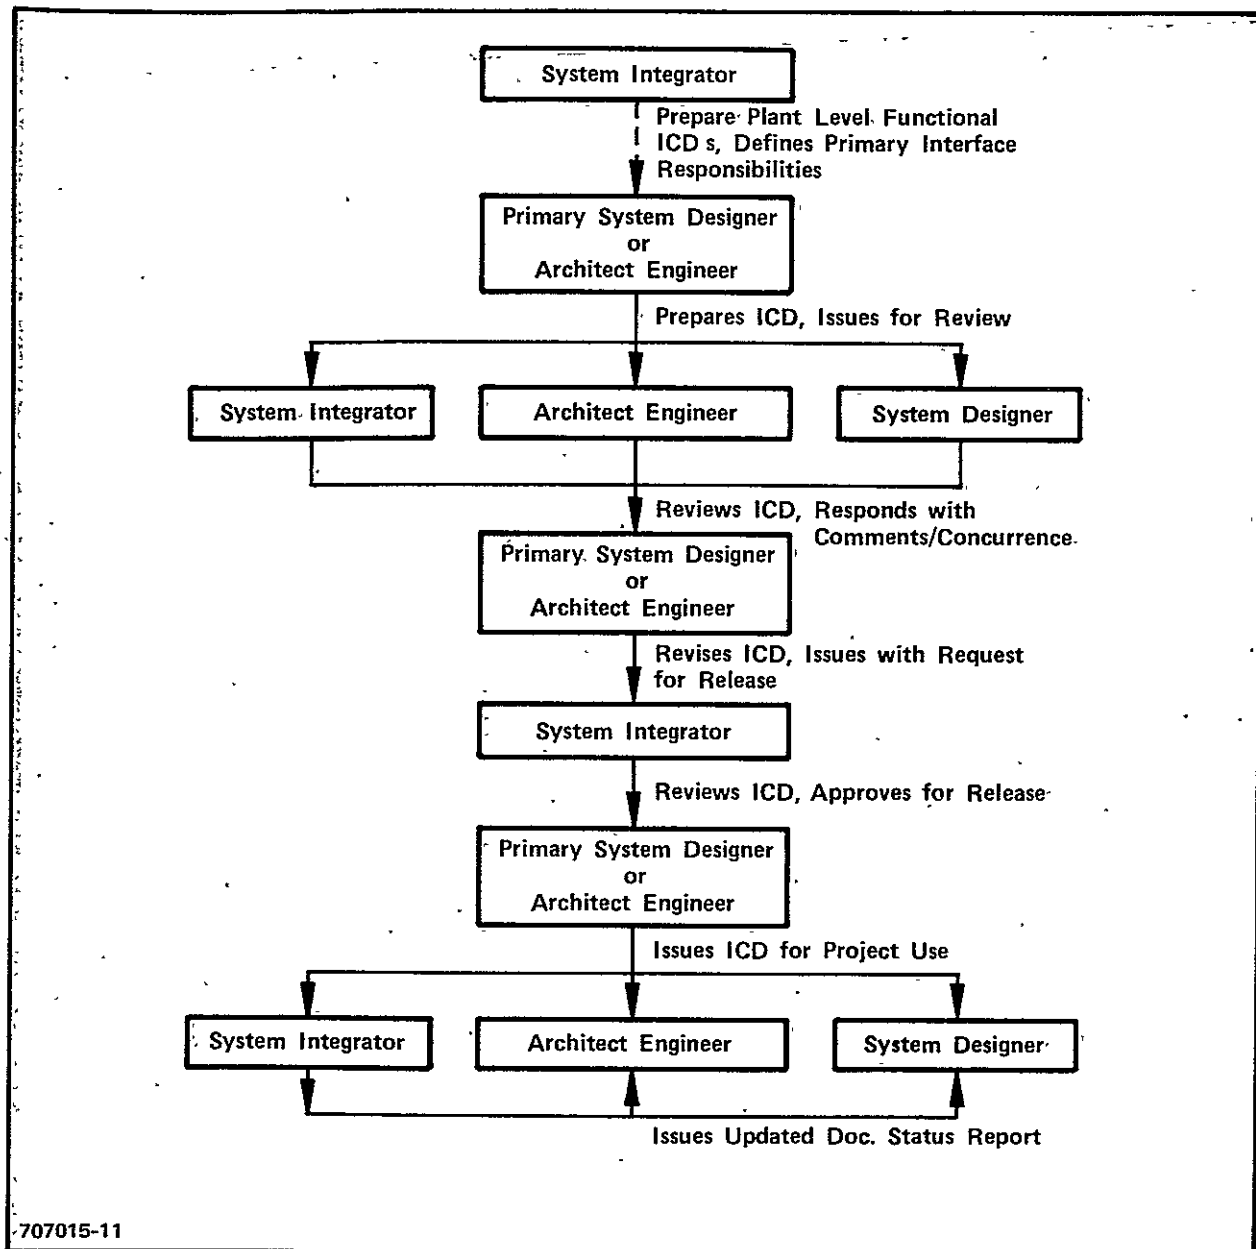 System Integrator
Prepare Plant Level Functional
ICD s, Defines Primary Interface
Responsibilities
Primary System Designer
or
Architect Engineer
Prepares ICD, Issues for Review
System Integrator
Architect Engineer
System Designer
Reviews ICD, Responds with
Comments/Concurrence
Primary System Designer
or
Architect Engineer
Revises ICD, Issues with Request
for Release
System Integrator
Reviews ICD, Approves for Release
Primary System Designer
or
Architect Engineer
Issues ICD for Project Use
System Integrator
Architect Engineer
System Designer
Issues Updated Doc. Status Report
707015-11